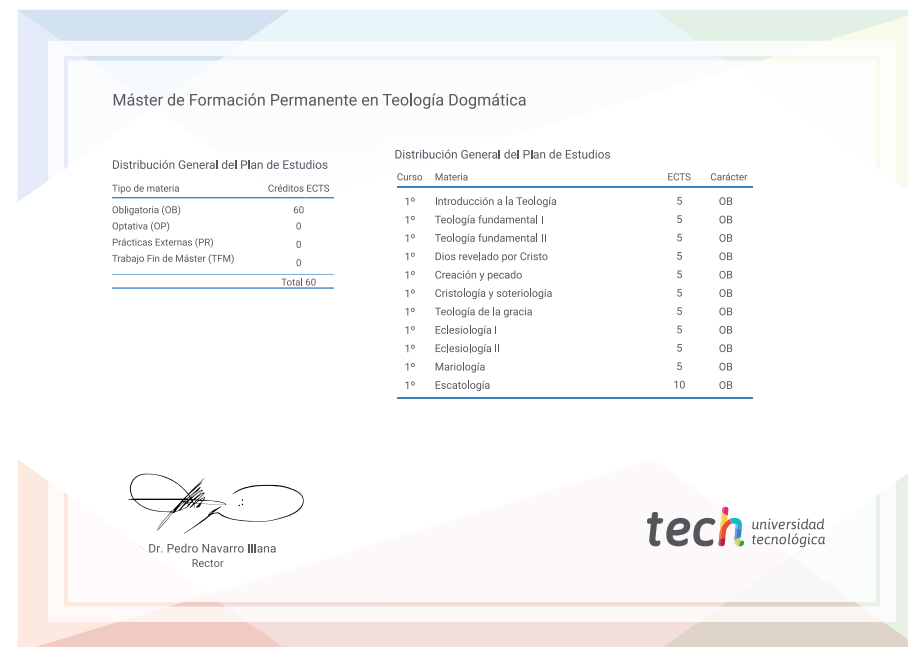 Máster de Formación Permanente en Teología Dogmática
Distribución General del Plan de Estudios
Tipo de materia Créditos ECTS
Obligatoria (OB) 60
Optativa (OP) 0
Prácticas Externas (PR) 0
Trabajo Fin de Máster (TFM) 0
Total 60
Distribución General del Plan de Estudios
Curso Materia ECTS Carácter
1º Introducción a la Teología 5 OB
1º Teología fundamental I 5 OB
1º Teología fundamental II 5 OB
1º Dios revelado por Cristo 5 OB
1º Creación y pecado 5 OB
1º Cristología y soteriología 5 OB
1º Teología de la gracia 5 OB
1º Eclesiología I 5 OB
1º Eclesiología II 5 OB
1º Mariología 5 OB
1º Escatología 10 OB
Dr. Pedro Navarro Illana
Rector
tech universidad
tecnológica